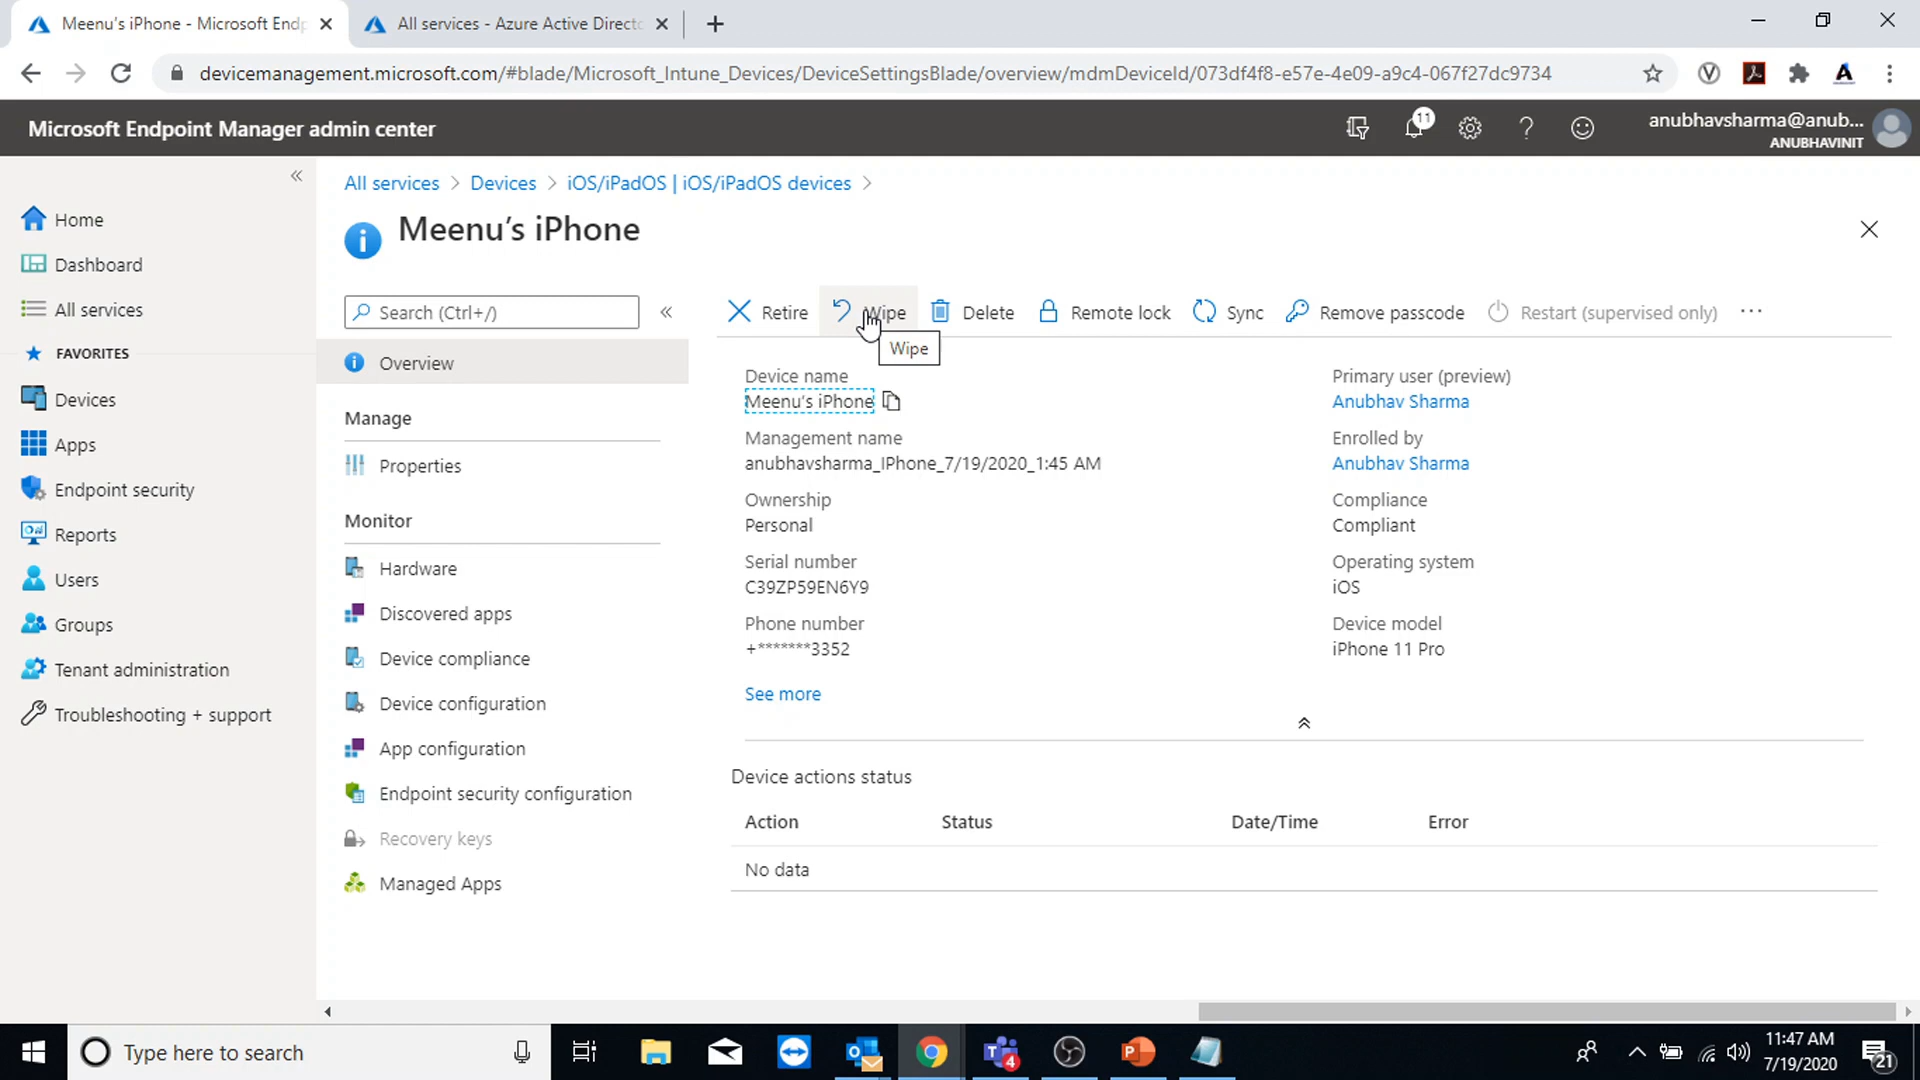 Meenu's iPhone - Microsoft Endp
All services - Azure Active Directo
devicemanagement.microsoft.com/#blade/Microsoft_Intune_Devices/DeviceSettingsBlade/overview/mdmDeviceId/073df4f8-e57e-4e09-a9c4-067f27dc9734
Microsoft Endpoint Manager admin center
11
anubhavsharma@anub...
ANUBHAVINIT
Home
Dashboard
All services
FAVORITES
Devices
Apps
Endpoint security
Reports
Users
Groups
Tenant administration
Troubleshooting + support
All services > Devices > iOS/iPadOS | iOS/iPadOS devices >
Meenu's iPhone
Search (Ctrl+/)
Overview
Manage
Properties
Monitor
Hardware
Discovered apps
Device compliance
Device configuration
App configuration
Endpoint security configuration
Recovery keys
Managed Apps
Retire
Wipe
Delete
Remote lock
Sync
Remove passcode
Restart (supervised only)
...
Wipe
Device name
Meenu's iPhone
Management name
anubhavsharma_IPhone_7/19/2020_1:45 AM
Ownership
Personal
Serial number
C39ZP59EN6Y9
Phone number
+*******3352
See more
Primary user (preview)
Anubhav Sharma
Enrolled by
Anubhav Sharma
Compliance
Compliant
Operating system
iOS
Device model
iPhone 11 Pro
Device actions status
Action Status Date/Time Error
No data
Type here to search
4
11:47 AM
7/19/2020
21